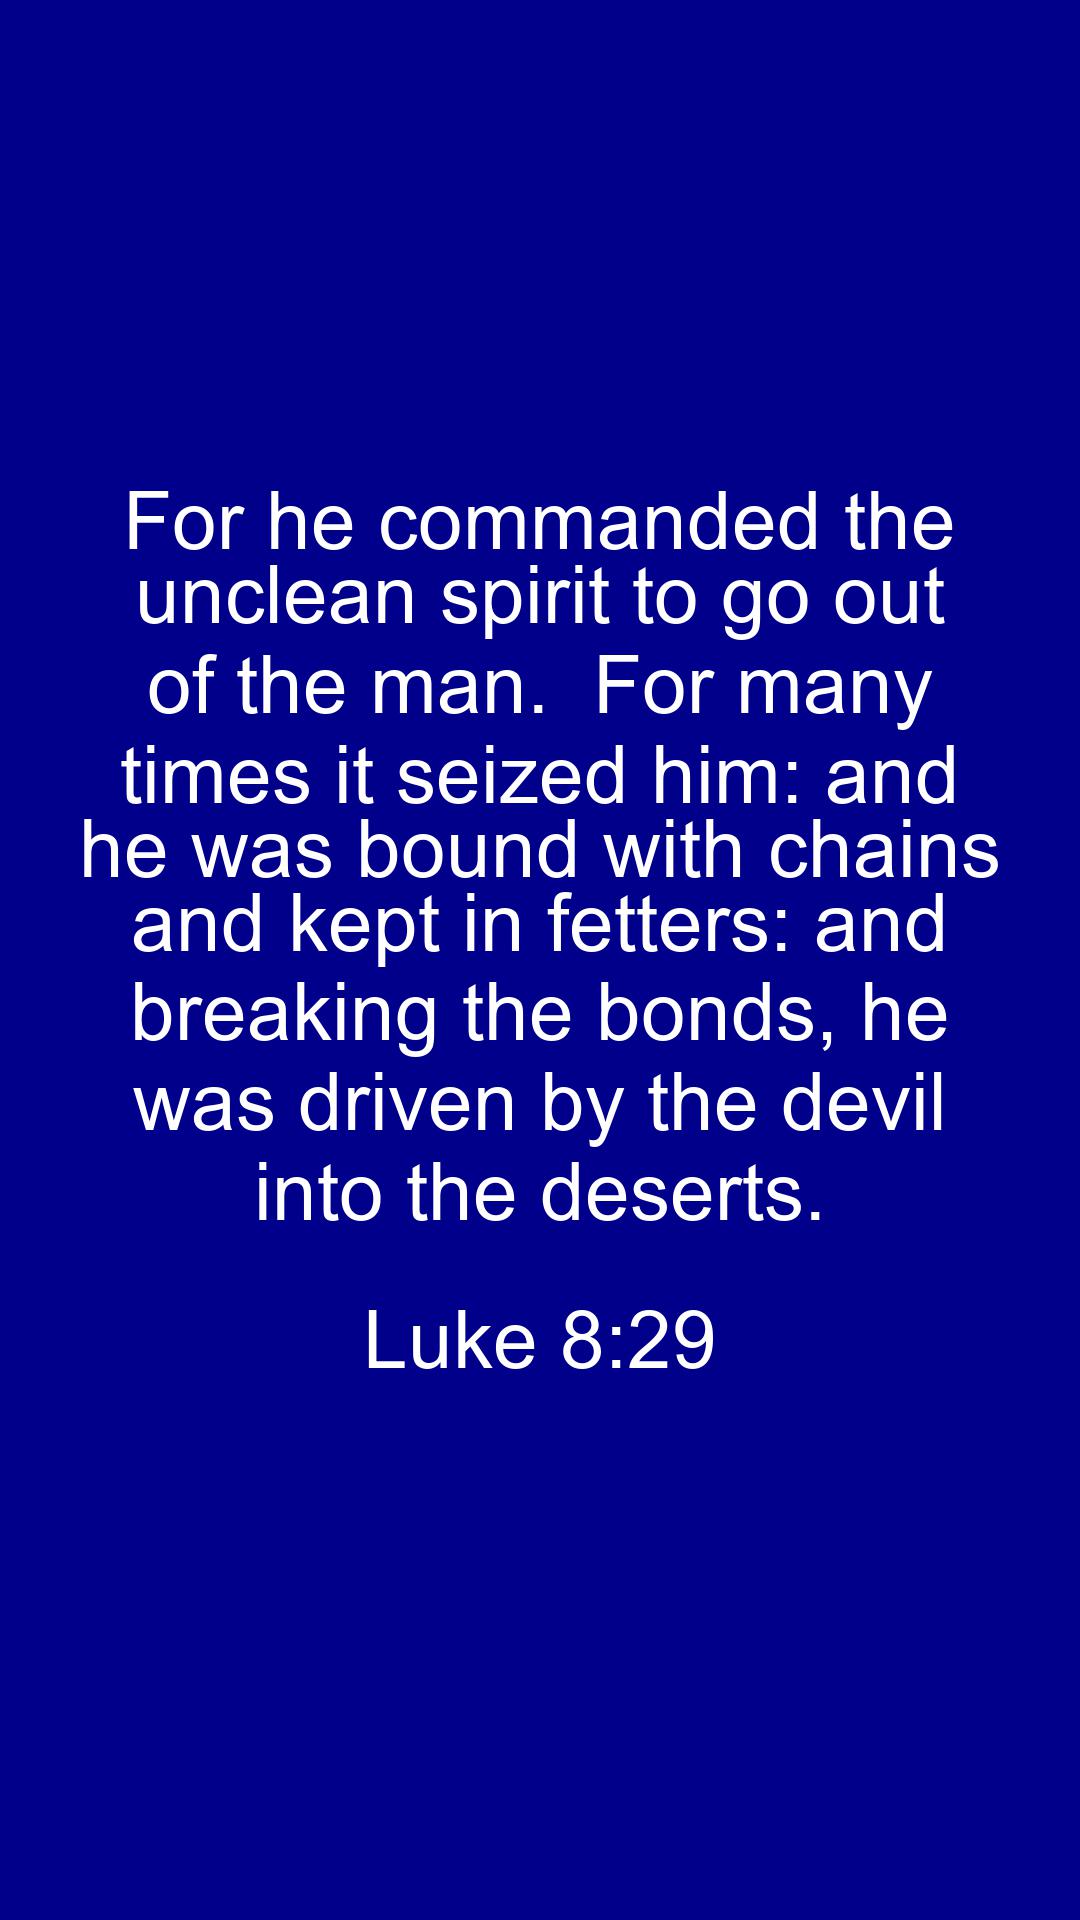 For he commanded the
unclean spirit to go out
of the man.  For many
times it seized him: and
he was bound with chains
and kept in fetters: and
breaking the bonds, he
was driven by the devil
into the deserts.
Luke 8:29